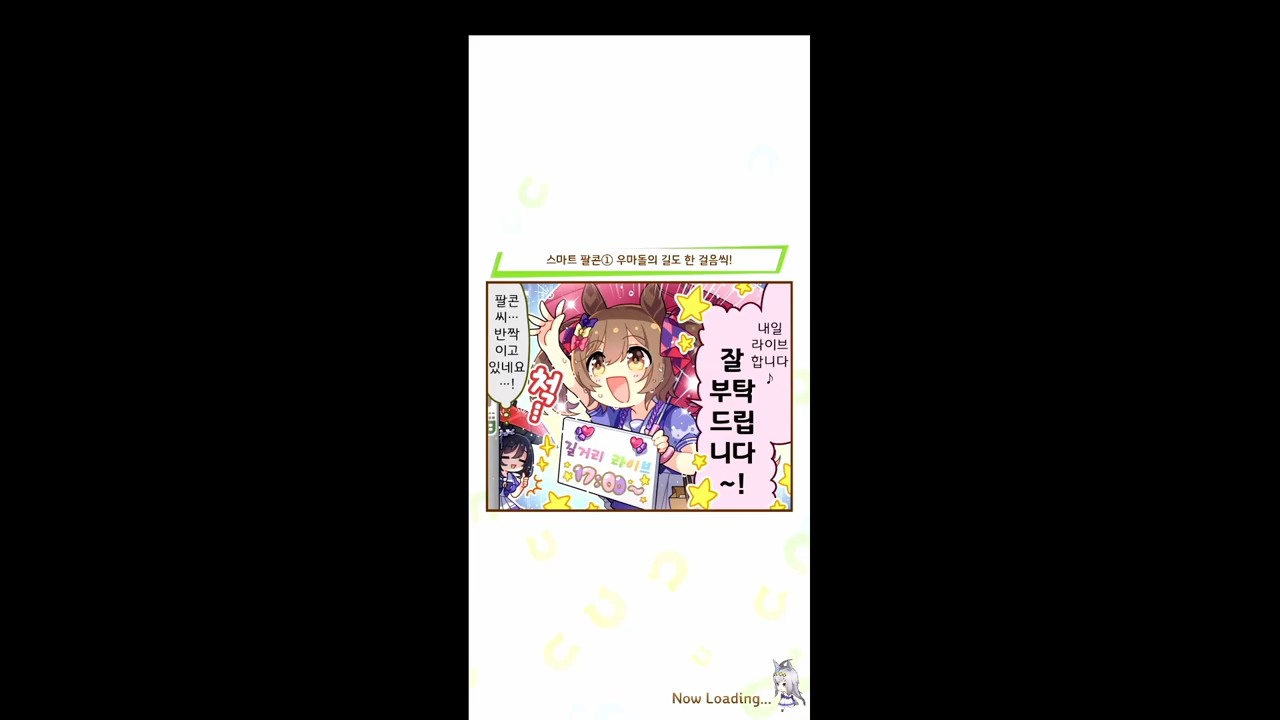 스마트 팔콘① 우마돌의 길도 한 걸음씩!
팔콘
씨…
반짝
이고
있네요
…!
척!!
내일
라이브
합니다
♪
잘
부탁
드립
니다
~!
길거리 라이브
17:00~
Now Loading...